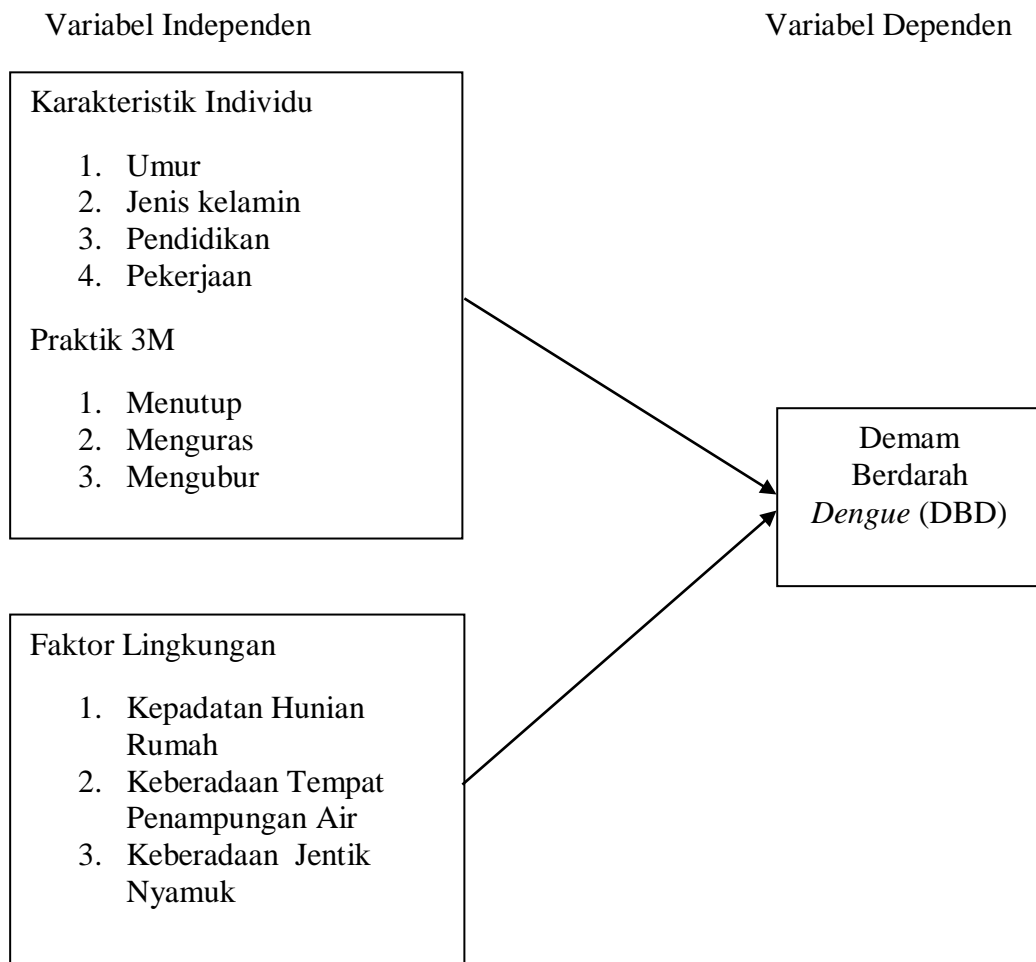 Variabel Independen
Variabel Dependen
Karakteristik Individu
1. Umur
2. Jenis kelamin
3. Pendidikan
4. Pekerjaan
Praktik 3M
1. Menutup
2. Menguras
3. Mengubur
Demam
Berdarah
Dengue (DBD)
Faktor Lingkungan
1. Kepadatan Hunian
Rumah
2. Keberadaan Tempat
Penampungan Air
3. Keberadaan Jentik
Nyamuk